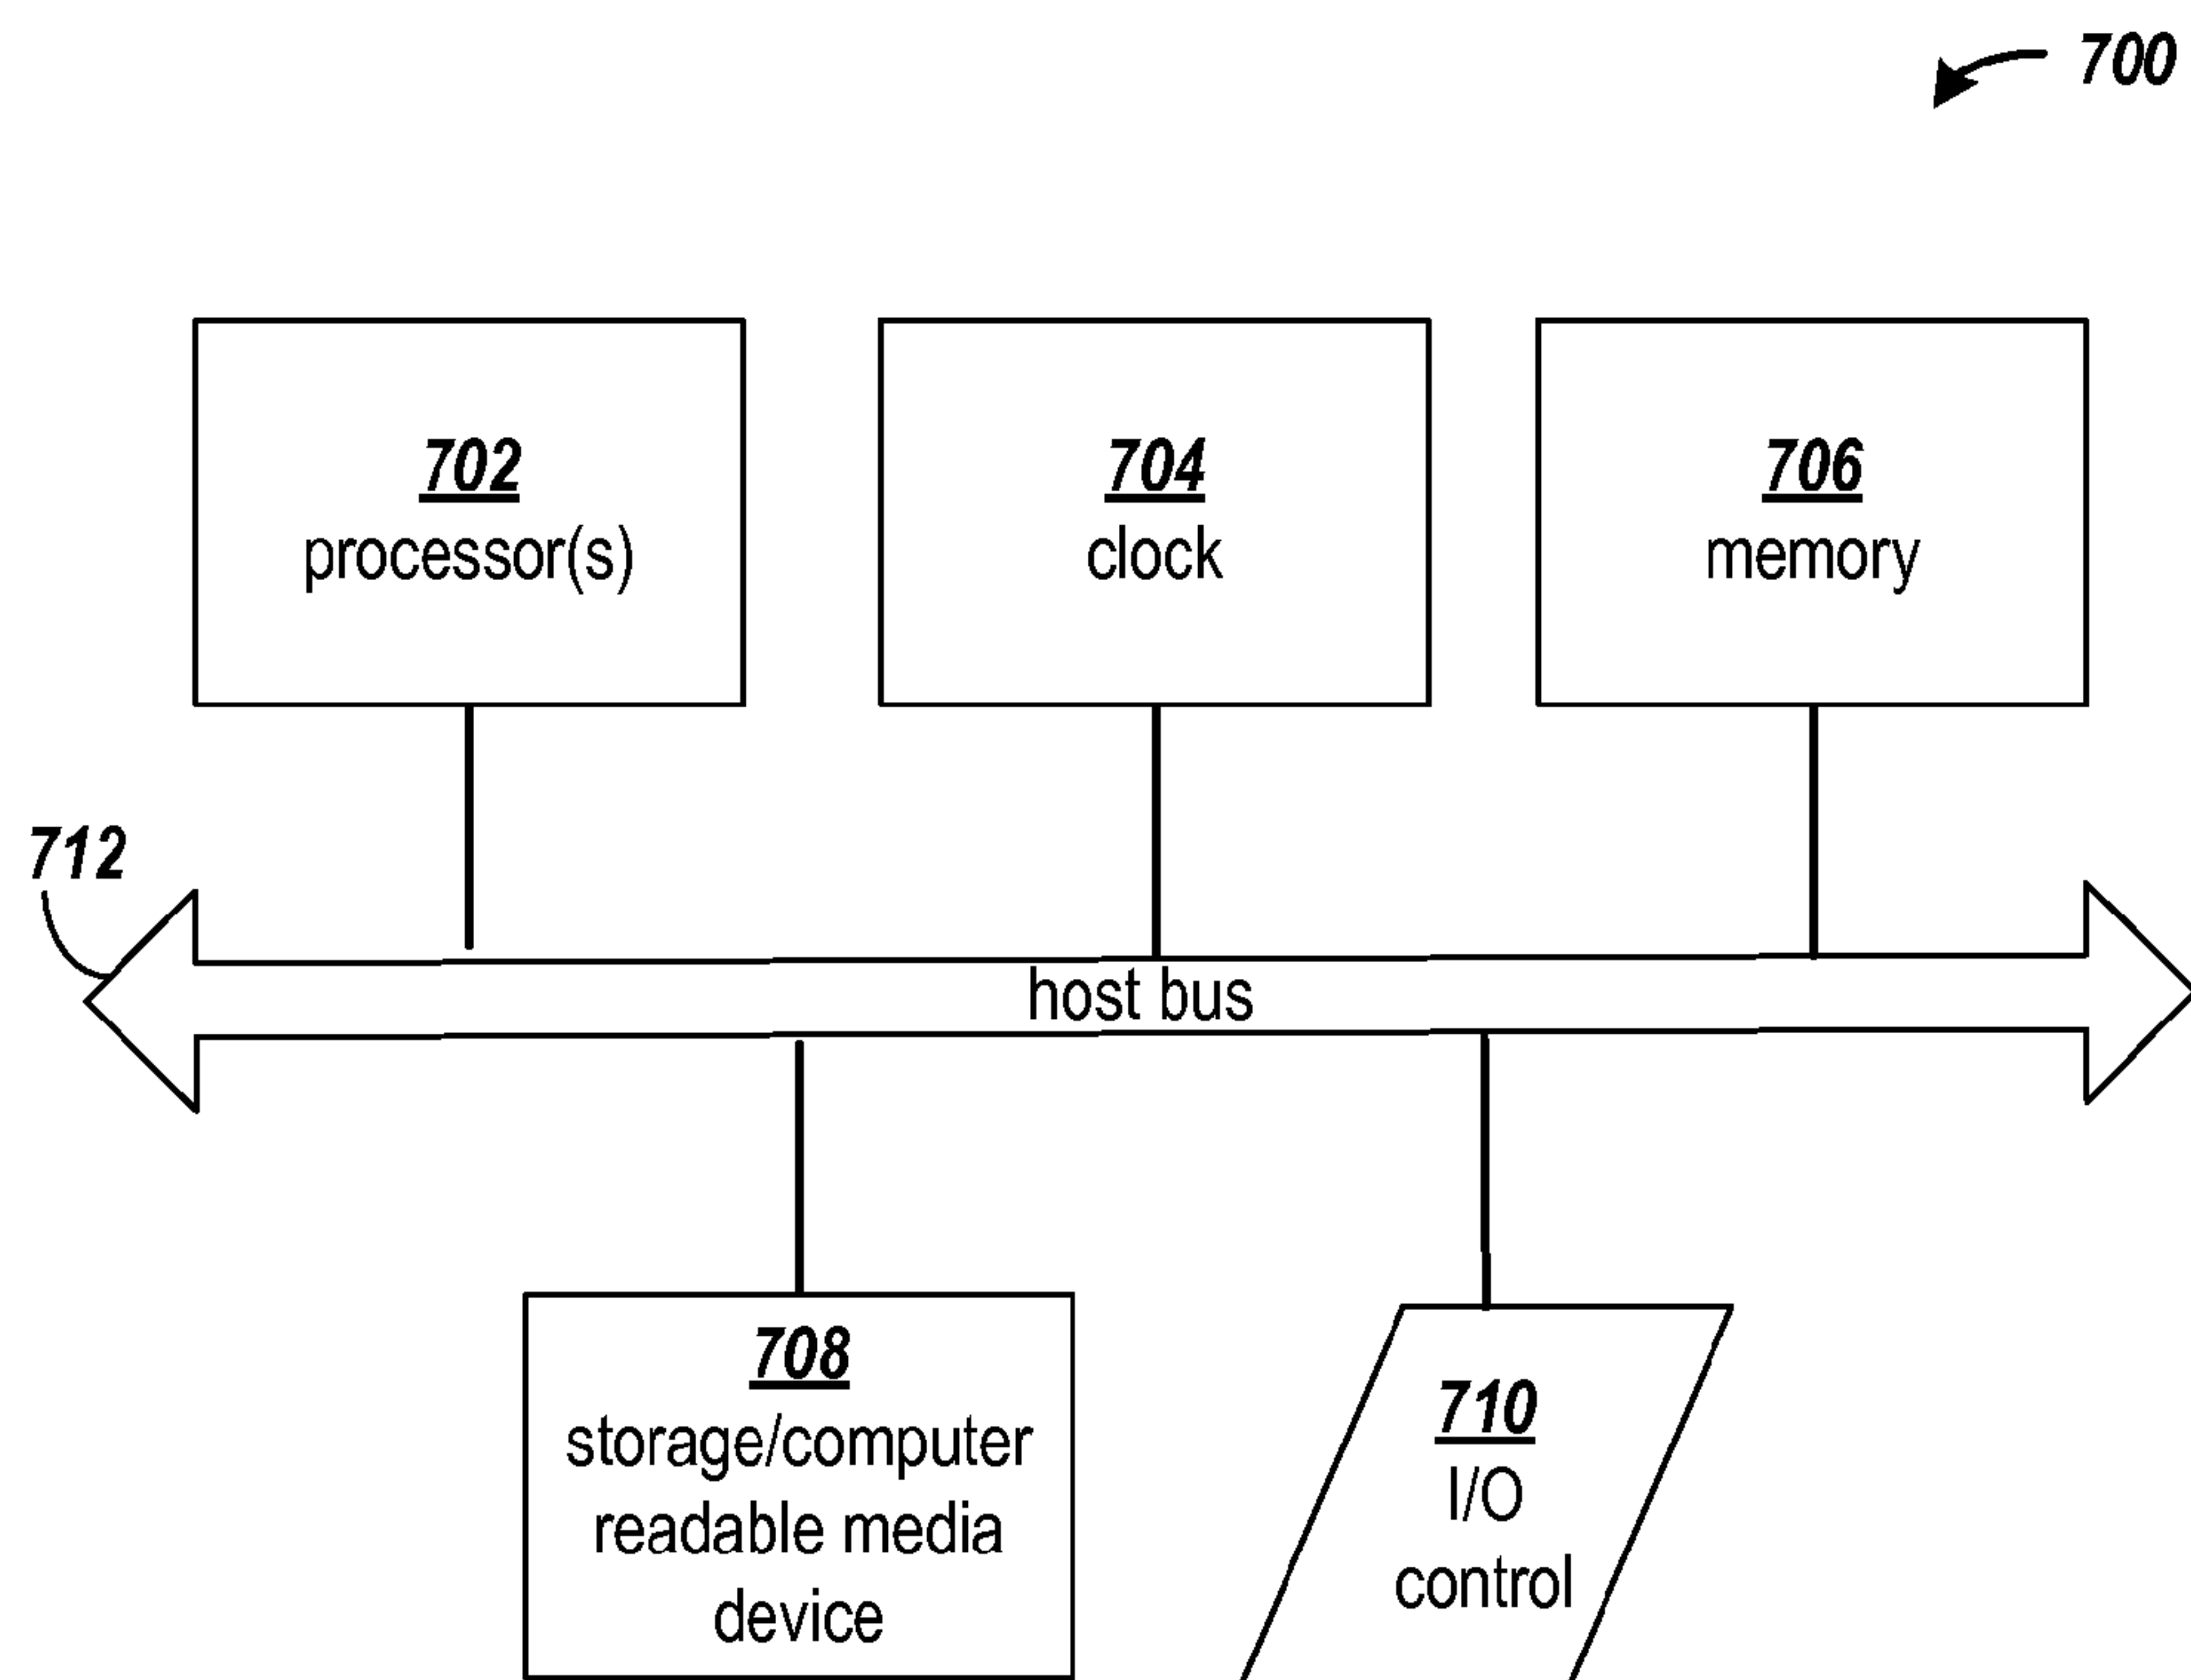 700
702
processor(s)
704
clock
706
memory
712
host bus
708
storage/computer
readable media
device
710
I/O
control